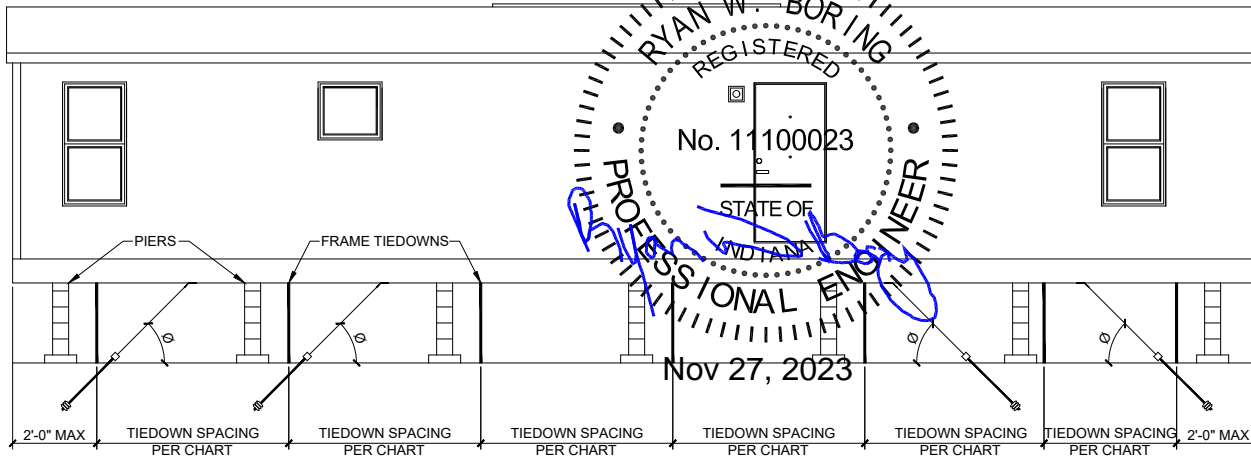 RYAN W. BORING
REGISTERED
No. 11100023
STATE OF
INDIANA
PROFESSIONAL ENGINEER
PIERS
FRAME TIEDOWNS
Ø
Ø
Ø
Ø
Nov 27, 2023
2'-0" MAX
TIEDOWN SPACING
PER CHART
TIEDOWN SPACING
PER CHART
TIEDOWN SPACING
PER CHART
TIEDOWN SPACING
PER CHART
TIEDOWN SPACING
PER CHART
TIEDOWN SPACING
PER CHART
2'-0" MAX